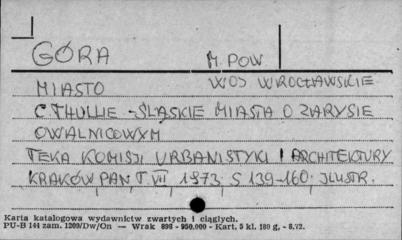 GÓRA M. POW
MIASTO WOJ WROCŁAWSKIE
C THULLIE - ŚLĄSKIE MIASTA O ZARYSIE
OWALNICOWYM
TEKA KOMISJI URBANISTYKI I ARCHITEKTURY
KRAKÓW, PAN, T. VII, 1973, S 139-160. ILUSTR.
Karta katalogowa wydawnictw zwartych i ciągłych.
PU-B 144 zam. 1209/Dw/On — Wrak 898 - 950.000 - Kart. 5 kl. 180 g, - 8.72.